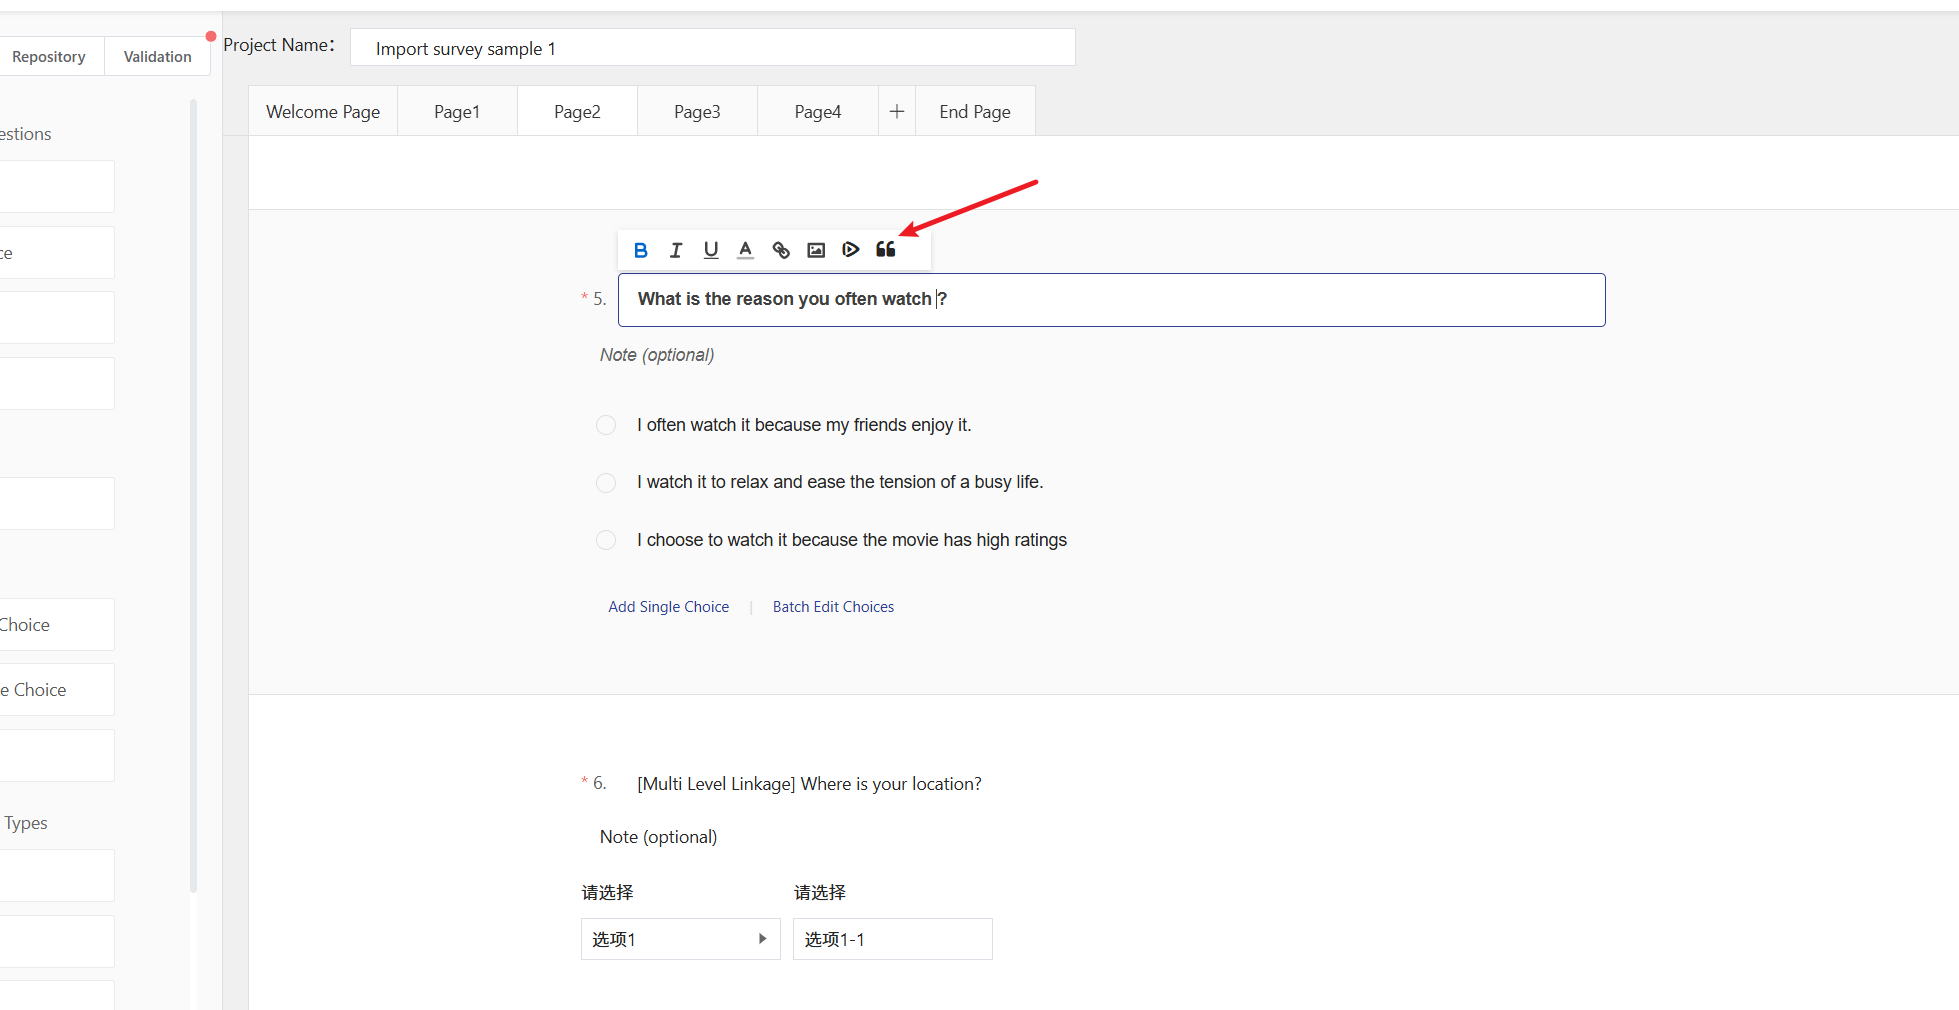 Project Name:
Import survey sample 1
Repository
Validation
Welcome Page
Page1
Page2
Page3
Page4
+
End Page
estions
ce
Choice
e Choice
Types
B I U A
* 5. What is the reason you often watch ?
Note (optional)
I often watch it because my friends enjoy it.
I watch it to relax and ease the tension of a busy life.
I choose to watch it because the movie has high ratings
Add Single Choice | Batch Edit Choices
* 6. [Multi Level Linkage] Where is your location?
Note (optional)
请选择 请选择
选项1 选项1-1